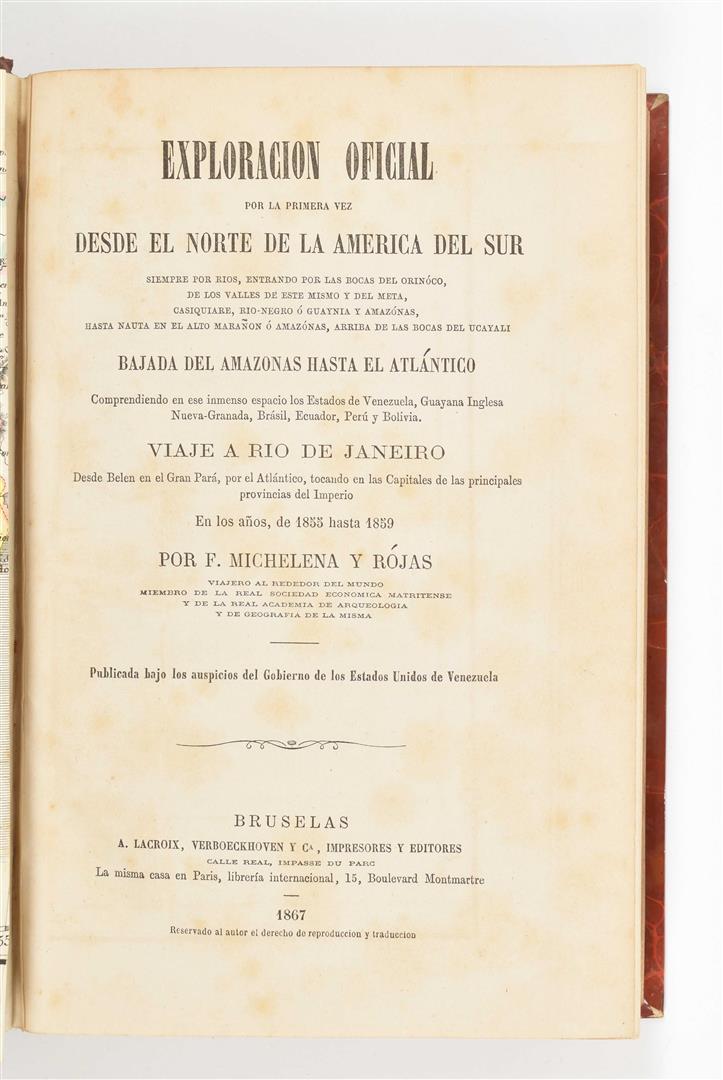 EXPLORACION OFICIAL
POR LA PRIMERA VEZ
DESDE EL NORTE DE LA AMERICA DEL SUR
SIEMPRE POR RIOS, ENTRANDO POR LAS BOCAS DEL ORINÓCO,
DE LOS VALLES DE ESTE MISMO Y DEL META,
CASIQUIARE, RIO-NEGRO Ó GUAYNIA Y AMAZÓNAS,
HASTA NAUTA EN EL ALTO MARAÑON Ó AMAZÓNAS, ARRIBA DE LAS BOCAS DEL UCAYALI
BAJADA DEL AMAZONAS HASTA EL ATLÁNTICO
Comprendiendo en ese inmenso espacio los Estados de Venezuela, Guayana Inglesa
Nueva-Granada, Brásil, Ecuador, Perú y Bolivia.
VIAJE A RIO DE JANEIRO
Desde Belen en el Gran Pará, por el Atlántico, tocando en las Capitales de las principales
provincias del Imperio
En los años, de 1855 hasta 1859
POR F. MICHELENA Y RÓJAS
VIAJERO AL REDEDOR DEL MUNDO
MIEMBRO DE LA REAL SOCIEDAD ECONOMICA MATRITENSE
Y DE LA REAL ACADEMIA DE ARQUEOLOGIA
Y DE GEOGRAFIA DE LA MISMA
Publicada bajo los auspicios del Gobierno de los Estados Unidos de Venezuela
BRUSELAS
A. LACROIX, VERBOECKHOVEN Y Cª, IMPRESORES Y EDITORES
CALLE REAL, IMPASSE DU PARC
La misma casa en Paris, librería internacional, 15, Boulevard Montmartre
1867
Reservado al autor el derecho de reproduccion y traduccion